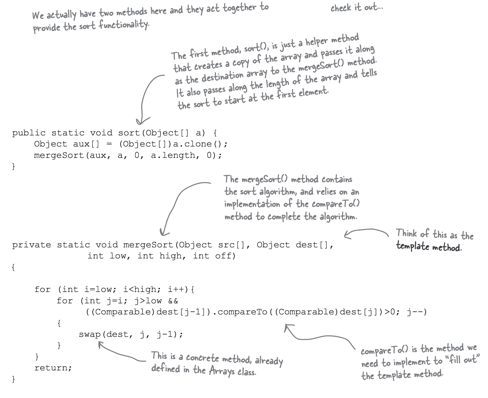 We actually have two methods here and they act together to
provide the sort functionality.
check it out...
The first method, sort(), is just a helper method
that creates a copy of the array and passes it along
as the destination array to the mergeSort() method.
It also passes along the length of the array and tells
the sort to start at the first element.
public static void sort(Object[] a) {
Object aux[] = (Object[])a.clone();
mergeSort(aux, a, 0, a.length, 0);
}
The mergeSort() method contains
the sort algorithm, and relies on an
implementation of the compareTo()
method to complete the algorithm.
Think of this as the
template method.
private static void mergeSort(Object src[], Object dest[],
int low, int high, int off)
{
for (int i=low; i<high; i++){
for (int j=i; j>low &&
((Comparable)dest[j-1]).compareTo((Comparable)dest[j])>0; j--)
{
swap(dest, j, j-1);
}
}
return;
}
This is a concrete method, already
defined in the Arrays class.
compareTo() is the method we
need to implement to "fill out"
the template method.